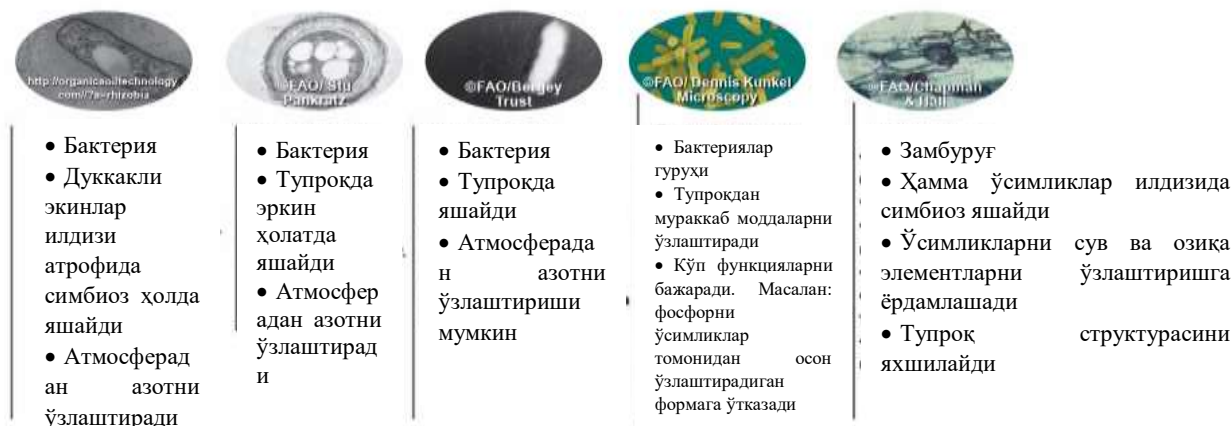 http://organicsoiltechnology
com//?s=rhizobia
• Бактерия
• Дуккакли
экинлар
илдизи
атрофида
симбиоз ҳолда
яшайди
• Атмосферад
ан азотни
ўзлаштиради
©FAO/ Stu
Pankratz
• Бактерия
• Тупроқда
эркин
ҳолатда
яшайди
• Атмосфер
адан азотни
ўзлаштирад
и
©FAO/Bergey
Trust
• Бактерия
• Тупроқда
яшайди
• Атмосферада
н азотни
ўзлаштириши
мумкин
©FAO/ Dennis Kunkel
Microscopy
• Бактериялар
гуруҳи
• Тупроқдан
мураккаб моддаларни
ўзлаштиради
• Кўп функцияларни
бажаради. Масалан:
фосфорни
ўсимликлар
томонидан осон
ўзлаштирадиган
формага ўтказади
©FAO/Chapman
& Hall
• Замбуруғ
• Ҳамма ўсимликлар илдизида
симбиоз яшайди
• Ўсимликларни сув ва озиқа
элементларни ўзлаштиришга
ёрдамлашади
• Тупроқ структурасини
яхшилайди